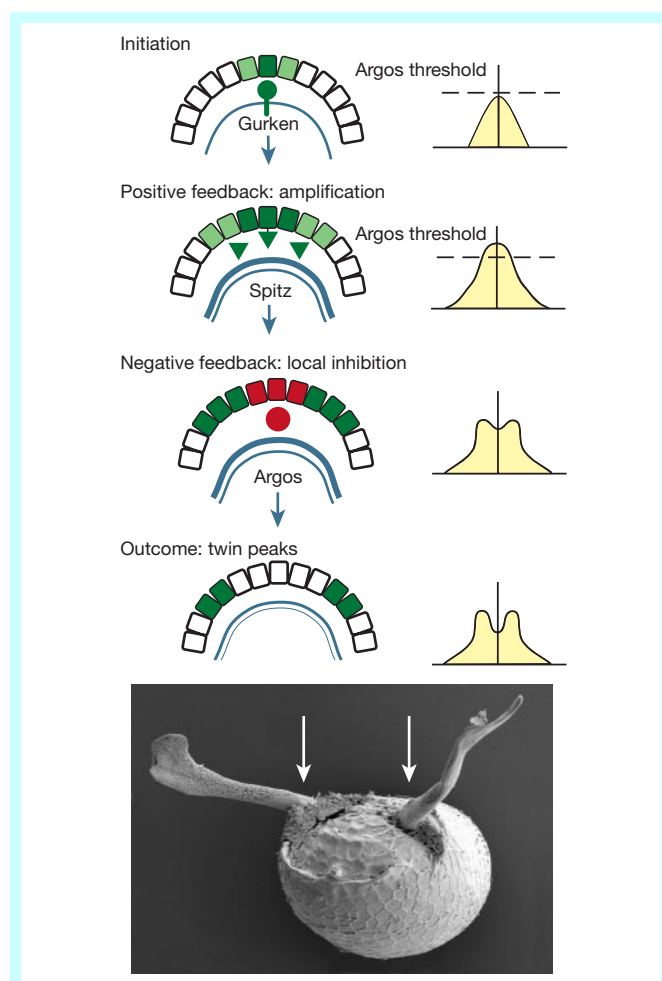 Initiation
Argos threshold
Gurken
Positive feedback: amplification
Argos threshold
Spitz
Negative feedback: local inhibition
Argos
Outcome: twin peaks